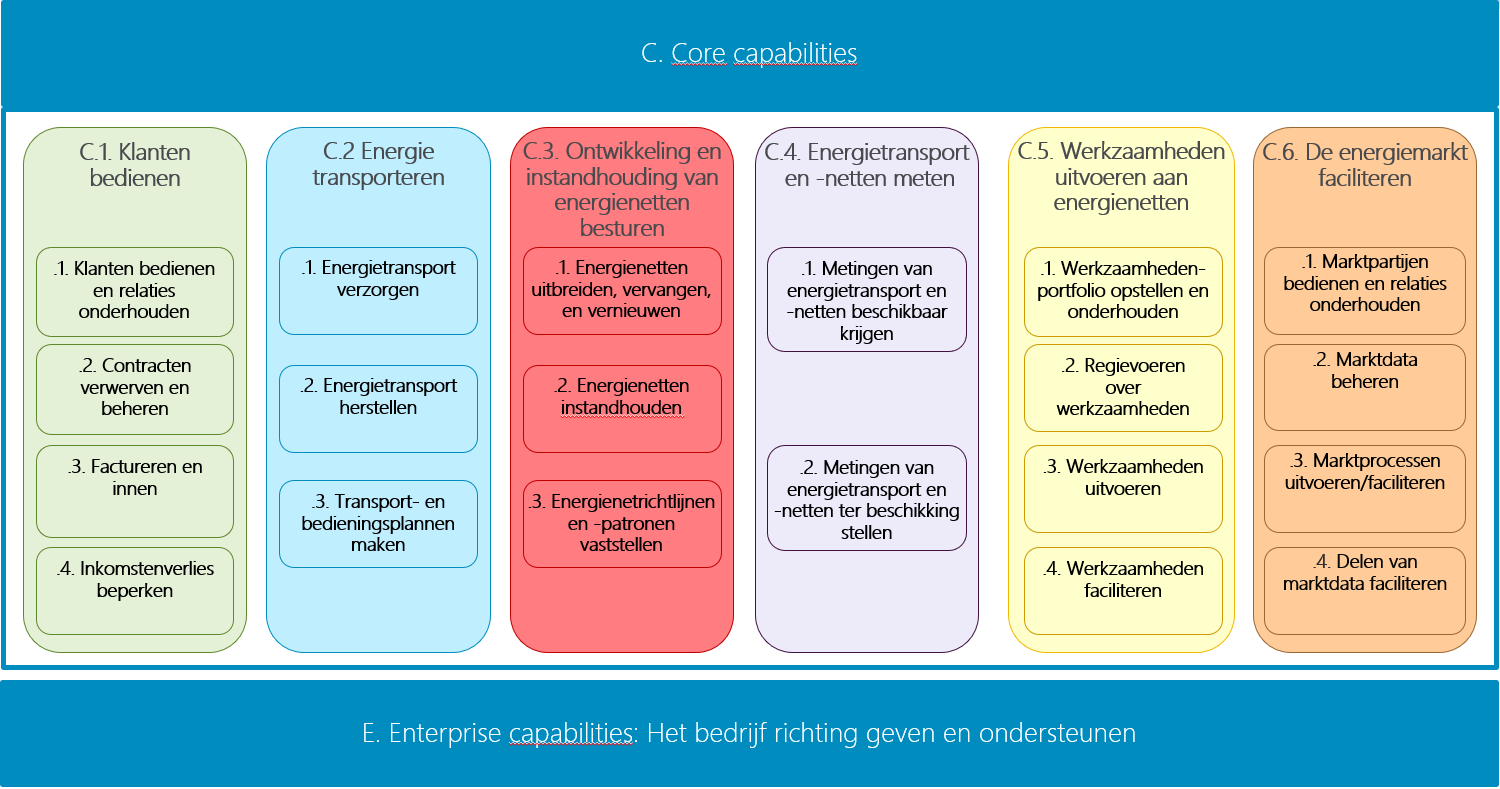 C. Core capabilities
C.1. Klanten
bedienen
.1. Klanten bedienen
en relaties
onderhouden
.2. Contracten
verwerven en
beheren
.3. Factureren en
innen
.4. Inkomstenverlies
beperken
C.2 Energie
transporteren
.1. Energietransport
verzorgen
.2. Energietransport
herstellen
.3. Transport- en
bedieningsplannen
maken
C.3. Ontwikkeling en
instandhouding van
energienetten
besturen
.1. Energienetten
uitbreiden, vervangen,
en vernieuwen
.2. Energienetten
instandhouden
.3. Energienetrichtlijnen
en -patronen
vaststellen
C.4. Energietransport
en -netten meten
.1. Metingen van
energietransport en
-netten beschikbaar
krijgen
.2. Metingen van
energietransport en
-netten ter beschikking
stellen
C.5. Werkzaamheden
uitvoeren aan
energienetten
.1. Werkzaamheden-
portfolio opstellen en
onderhouden
.2. Regievoeren
over
werkzaamheden
.3. Werkzaamheden
uitvoeren
.4. Werkzaamheden
faciliteren
C.6. De energiemarkt
faciliteren
.1. Marktpartijen
bedienen en relaties
onderhouden
.2. Marktdata
beheren
.3. Marktprocessen
uitvoeren/faciliteren
.4. Delen van
marktdata faciliteren
E. Enterprise capabilities: Het bedrijf richting geven en ondersteunen